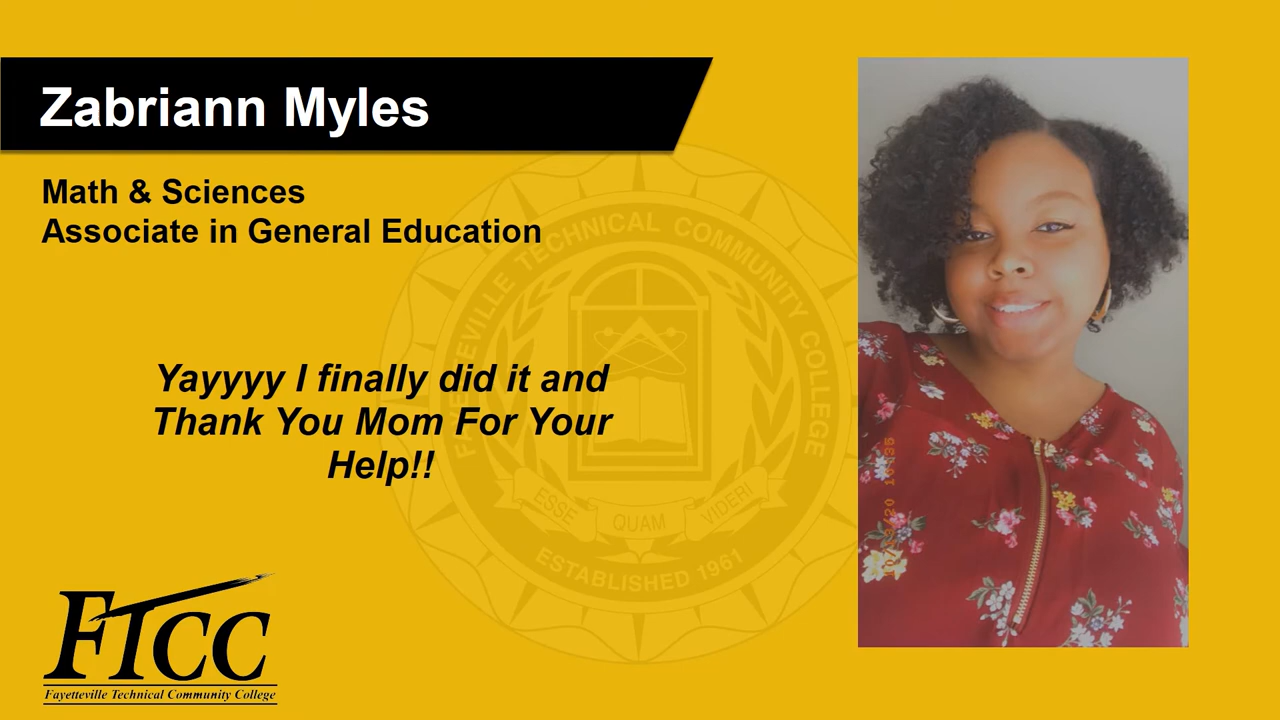 Zabriann Myles
Math & Sciences
Associate in General Education
Yayyyy I finally did it and
Thank You Mom For Your
Help!!
FAYETTEVILLE TECHNICAL COMMUNITY COLLEGE
ESSE QUAM VIDERI
ESTABLISHED 1961
FTCC
Fayetteville Technical Community College